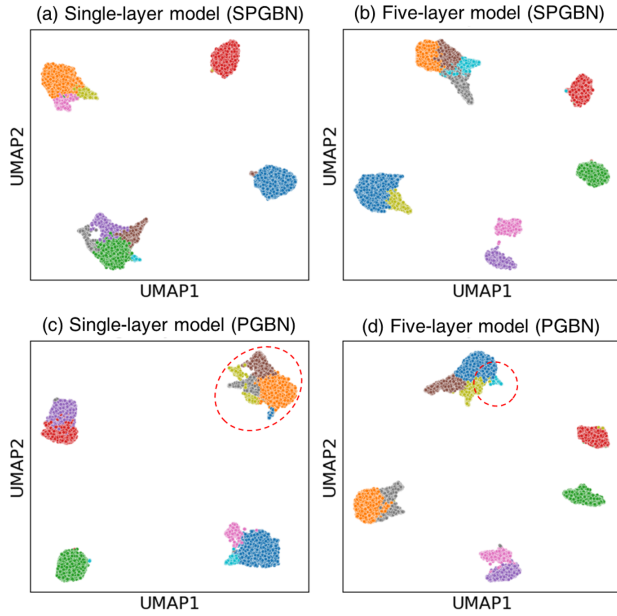 (a) Single-layer model (SPGBN)
UMAP2
UMAP1
(b) Five-layer model (SPGBN)
UMAP2
UMAP1
(c) Single-layer model (PGBN)
UMAP2
UMAP1
(d) Five-layer model (PGBN)
UMAP2
UMAP1